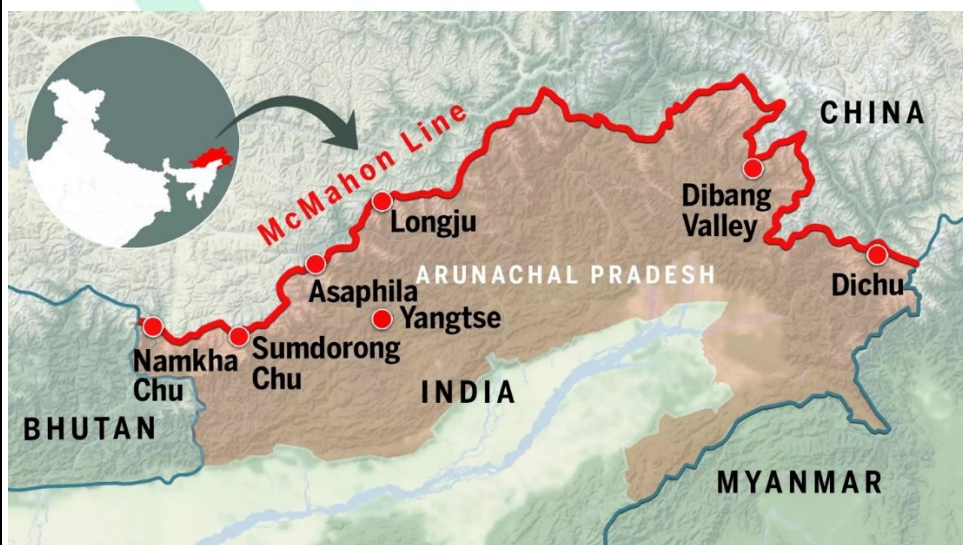 McMahon Line
CHINA
Longju
Dibang
Valley
ARUNACHAL PRADESH
Asaphila
Dichu
Yangtse
Namkha
Chu
Sumdorong
Chu
INDIA
BHUTAN
MYANMAR